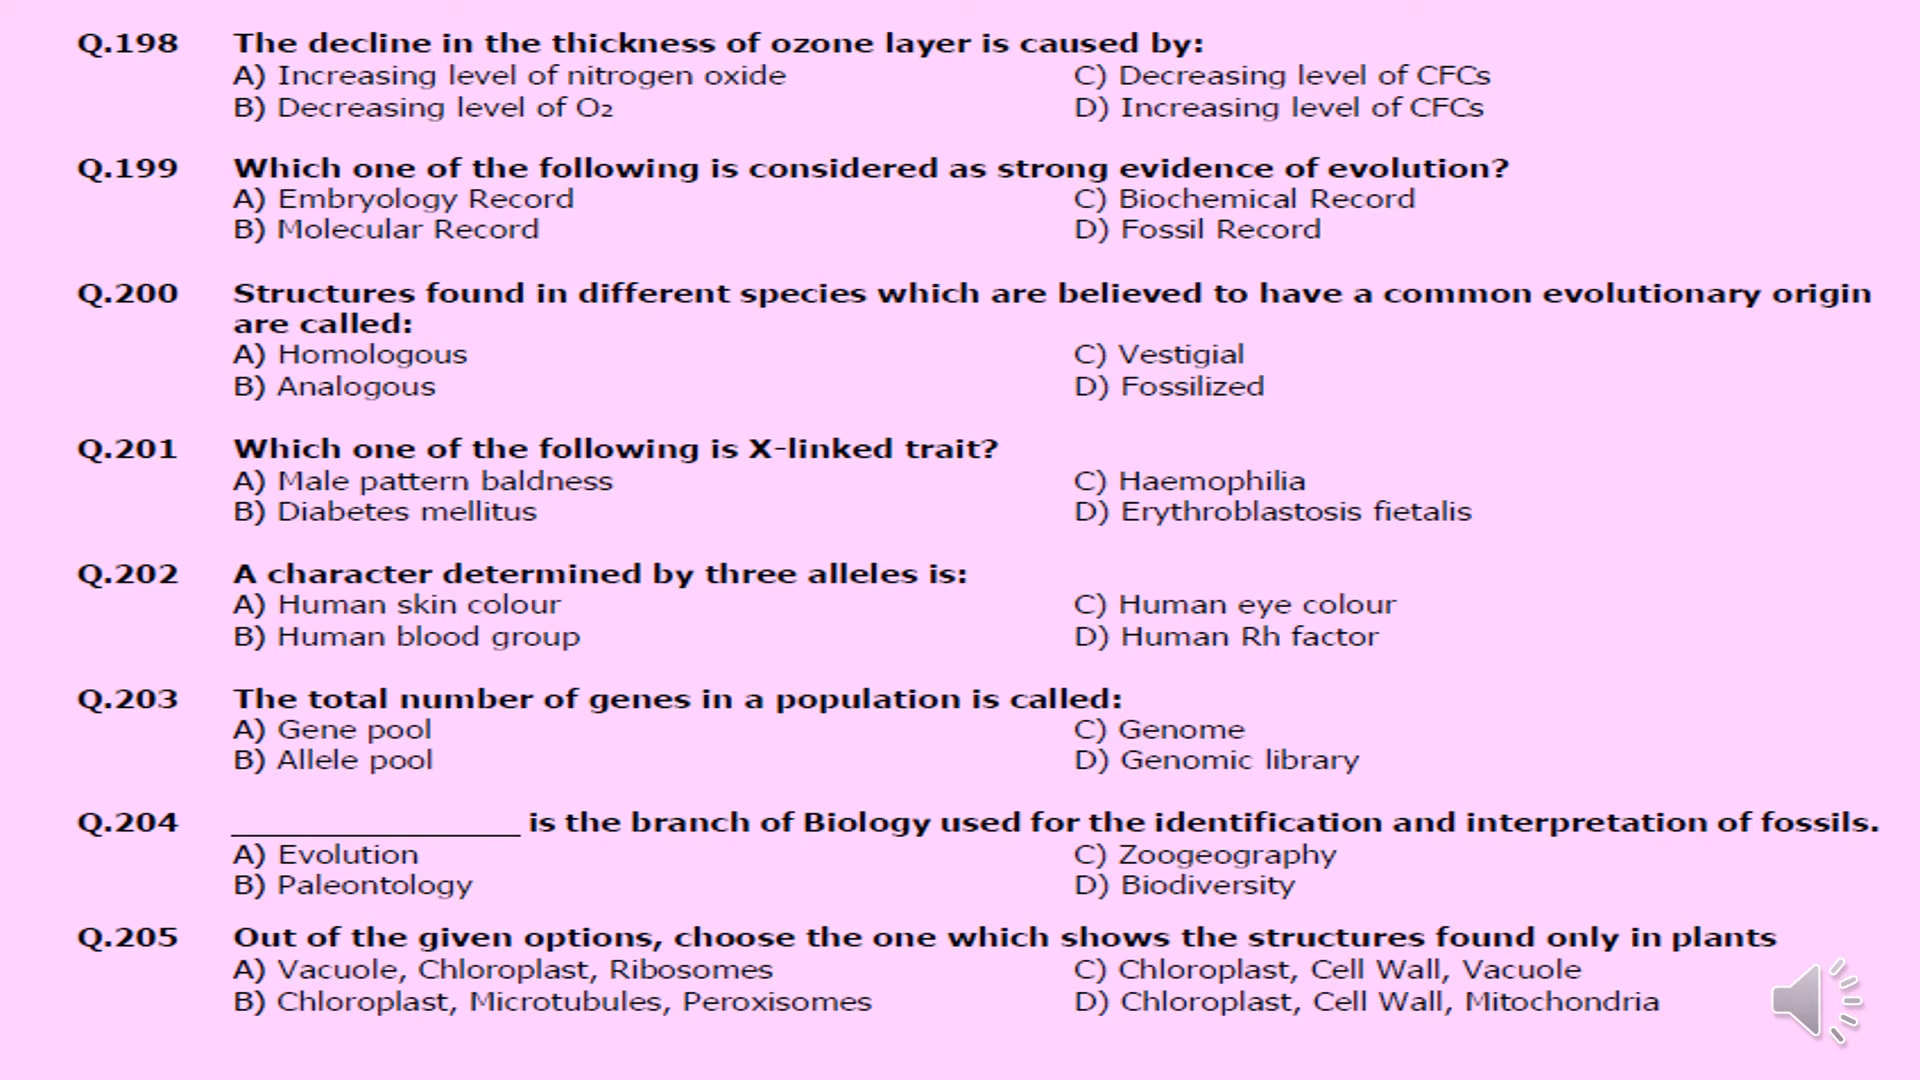 Q.198 The decline in the thickness of ozone layer is caused by:
A) Increasing level of nitrogen oxide C) Decreasing level of CFCs
B) Decreasing level of O₂ D) Increasing level of CFCs
Q.199 Which one of the following is considered as strong evidence of evolution?
A) Embryology Record C) Biochemical Record
B) Molecular Record D) Fossil Record
Q.200 Structures found in different species which are believed to have a common evolutionary origin
are called:
A) Homologous C) Vestigial
B) Analogous D) Fossilized
Q.201 Which one of the following is X-linked trait?
A) Male pattern baldness C) Haemophilia
B) Diabetes mellitus D) Erythroblastosis fietalis
Q.202 A character determined by three alleles is:
A) Human skin colour C) Human eye colour
B) Human blood group D) Human Rh factor
Q.203 The total number of genes in a population is called:
A) Gene pool C) Genome
B) Allele pool D) Genomic library
Q.204 _________________ is the branch of Biology used for the identification and interpretation of fossils.
A) Evolution C) Zoogeography
B) Paleontology D) Biodiversity
Q.205 Out of the given options, choose the one which shows the structures found only in plants
A) Vacuole, Chloroplast, Ribosomes C) Chloroplast, Cell Wall, Vacuole
B) Chloroplast, Microtubules, Peroxisomes D) Chloroplast, Cell Wall, Mitochondria